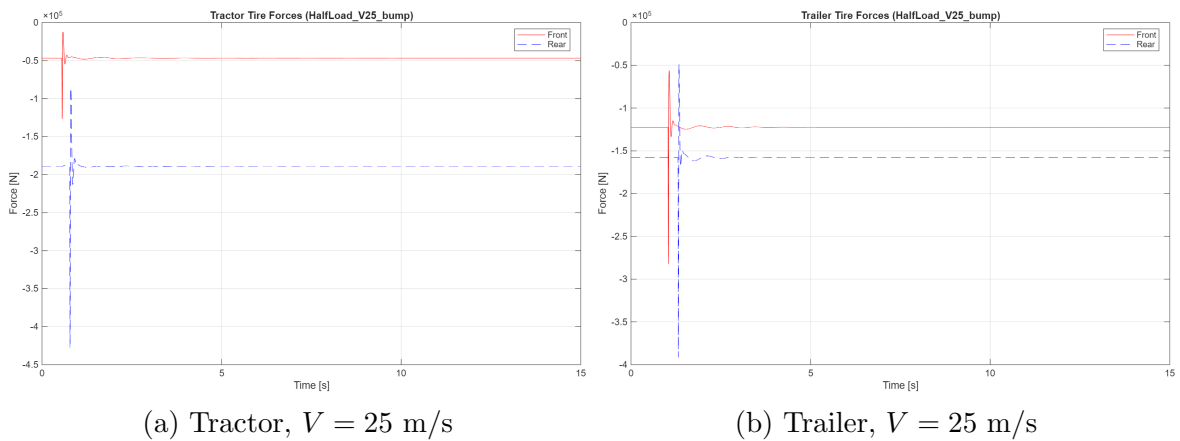 Tractor Tire Forces (HalfLoad_V25_bump)
×10⁵
0
-0.5
-1
-1.5
-2
-2.5
-3
-3.5
-4
-4.5
Force [N]
0
5
10
15
Time [s]
Front
Rear
Trailer Tire Forces (HalfLoad_V25_bump)
×10⁵
0
-0.5
-1
-1.5
-2
-2.5
-3
-3.5
-4
Force [N]
0
5
10
15
Time [s]
Front
Rear
(a) Tractor, V = 25 m/s
(b) Trailer, V = 25 m/s